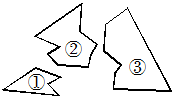 ① ② ③